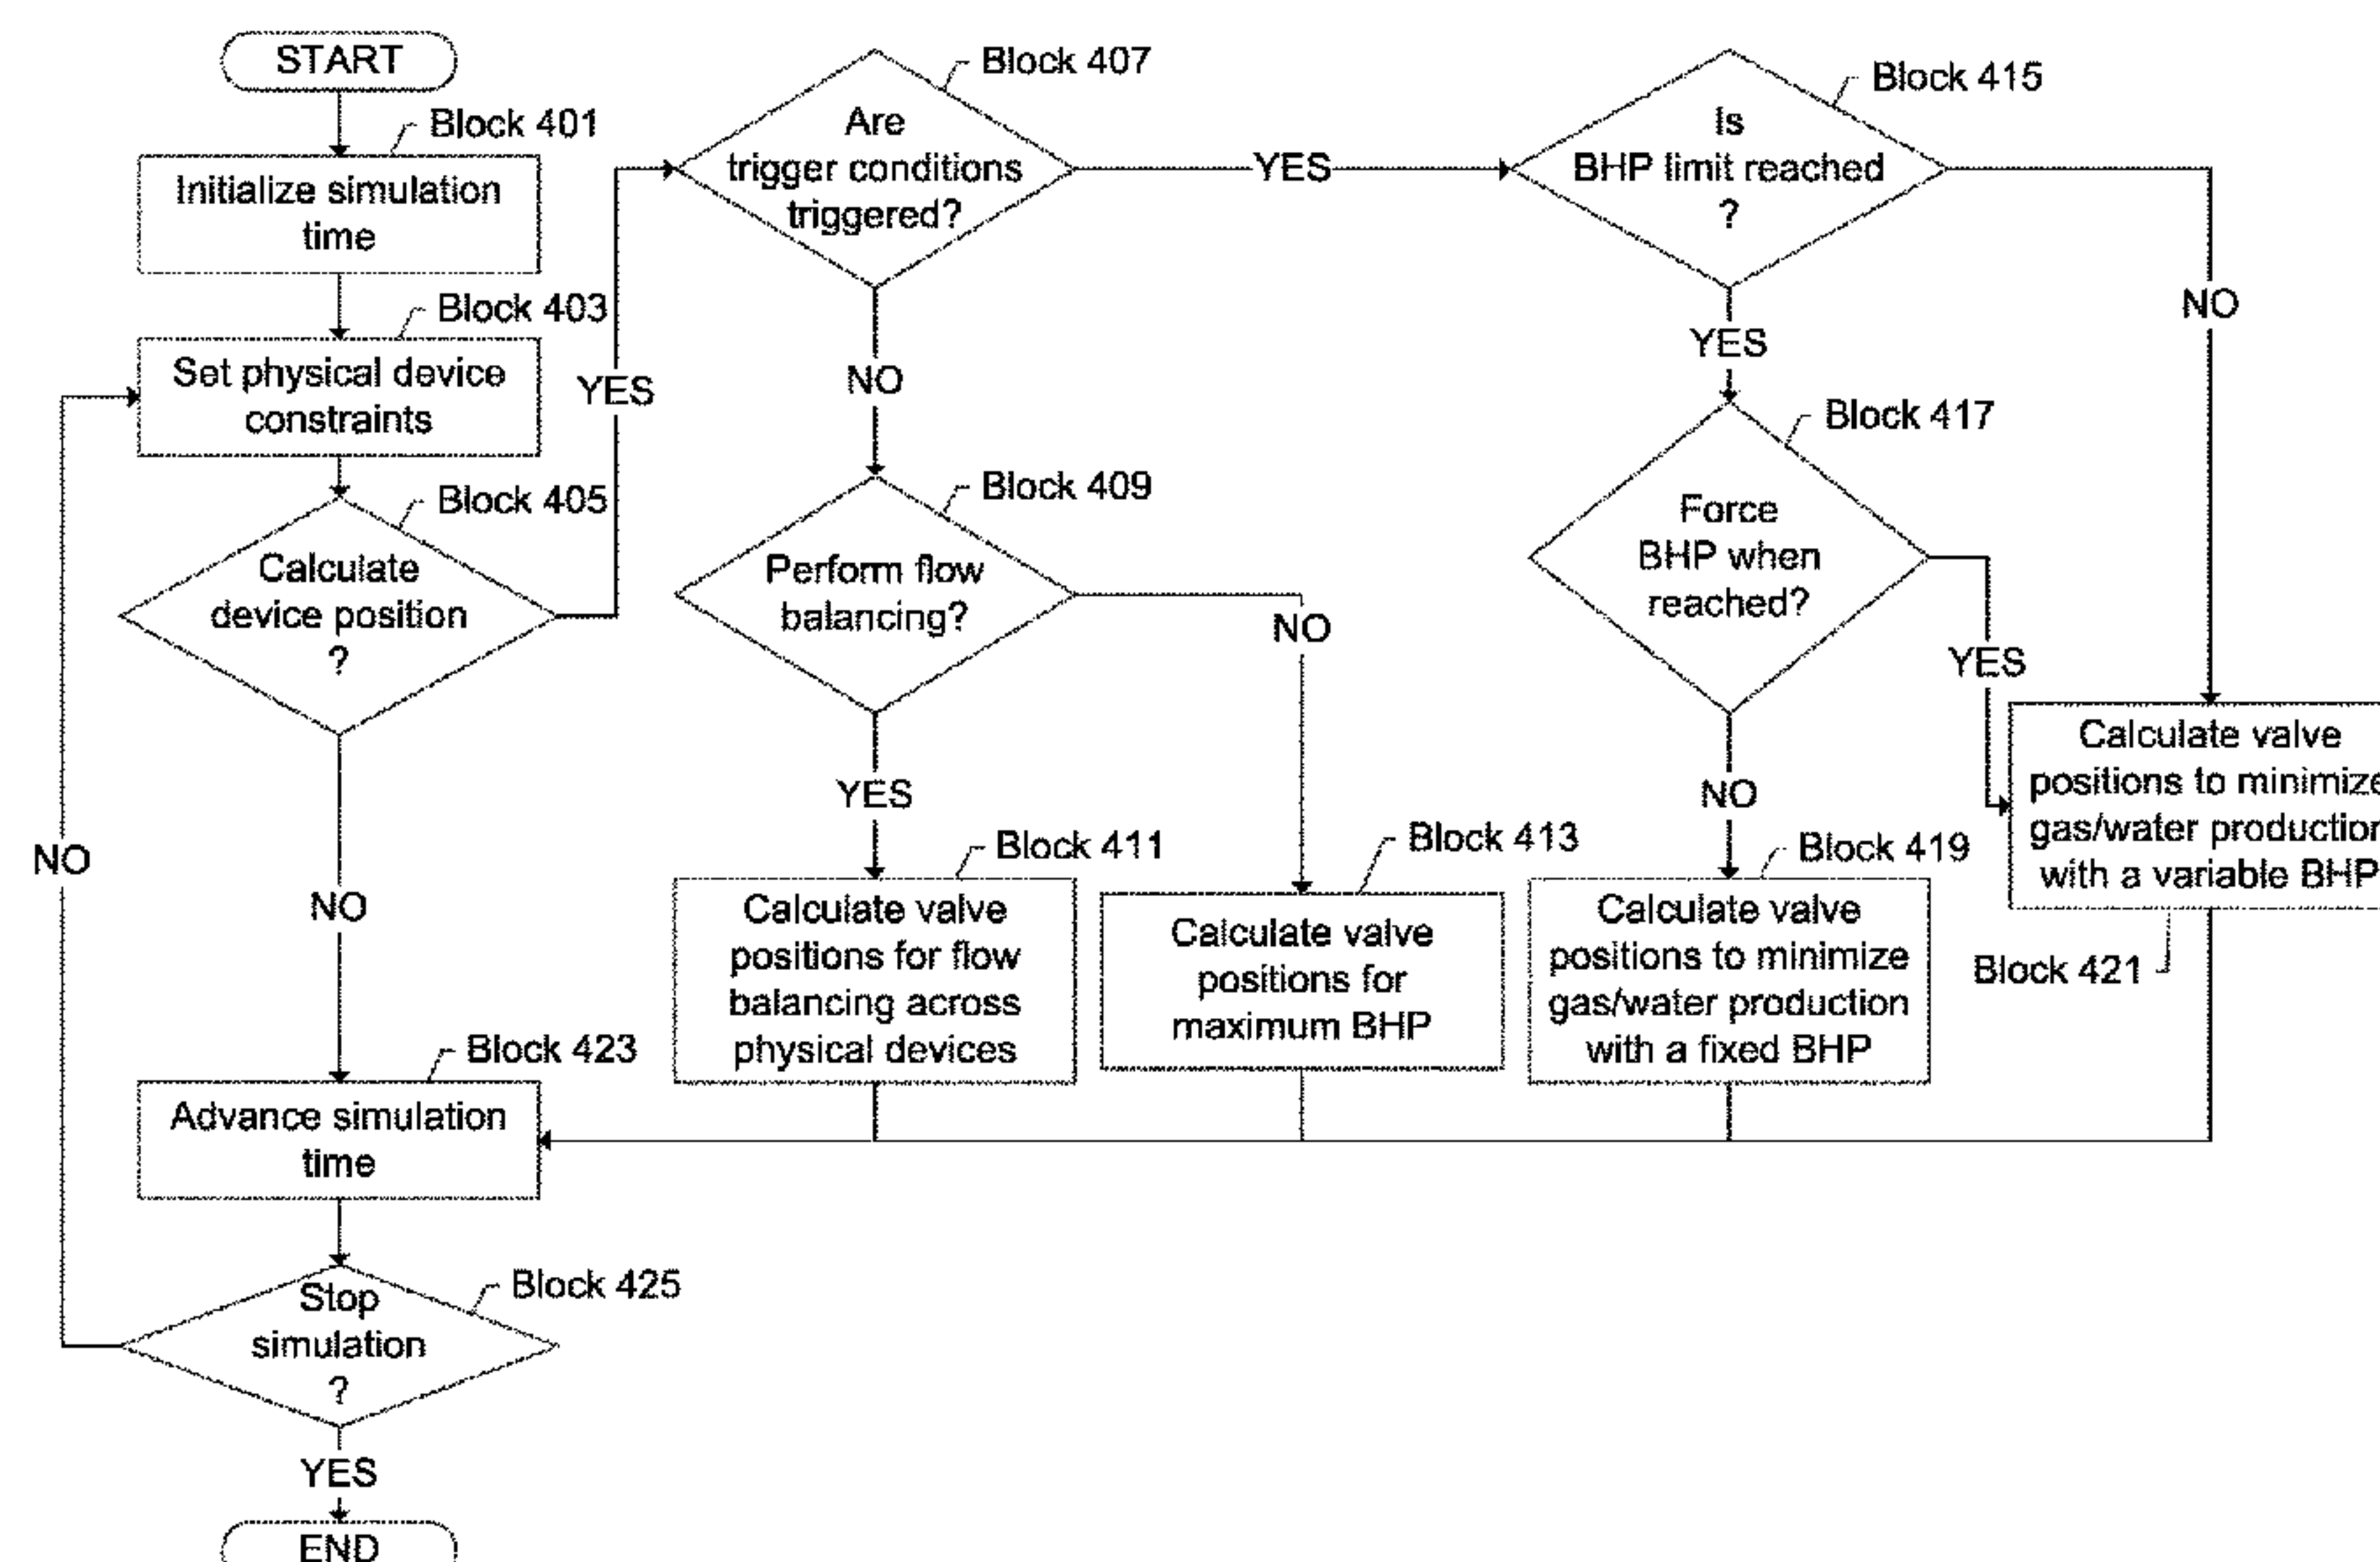 START
Block 401
Initialize simulation
time
Block 403
Set physical device
constraints
Block 405
Calculate
device position
?
YES
NO
NO
Block 407
Are
trigger conditions
triggered?
YES
NO
Block 409
Perform flow
balancing?
NO
YES
Block 411
Calculate valve
positions for flow
balancing across
physical devices
Block 413
Calculate valve
positions for
maximum BHP
Block 415
Is
BHP limit reached
?
NO
YES
Block 417
Force
BHP when
reached?
YES
NO
Block 419
Calculate valve
positions to minimize
gas/water production
with a fixed BHP
Calculate valve
positions to minimize
gas/water production
with a variable BHP
Block 421
Block 423
Advance simulation
time
Block 425
Stop
simulation
?
YES
END